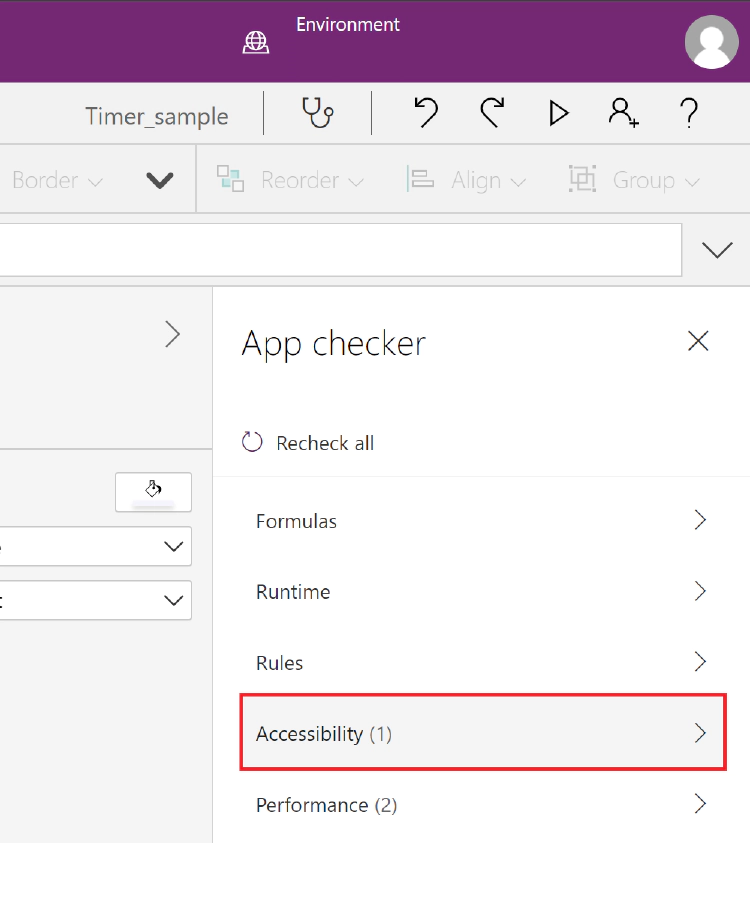 Environment
Timer_sample
Border Reorder Align Group
App checker
Recheck all
Formulas
Runtime
Rules
Accessibility (1)
Performance (2)